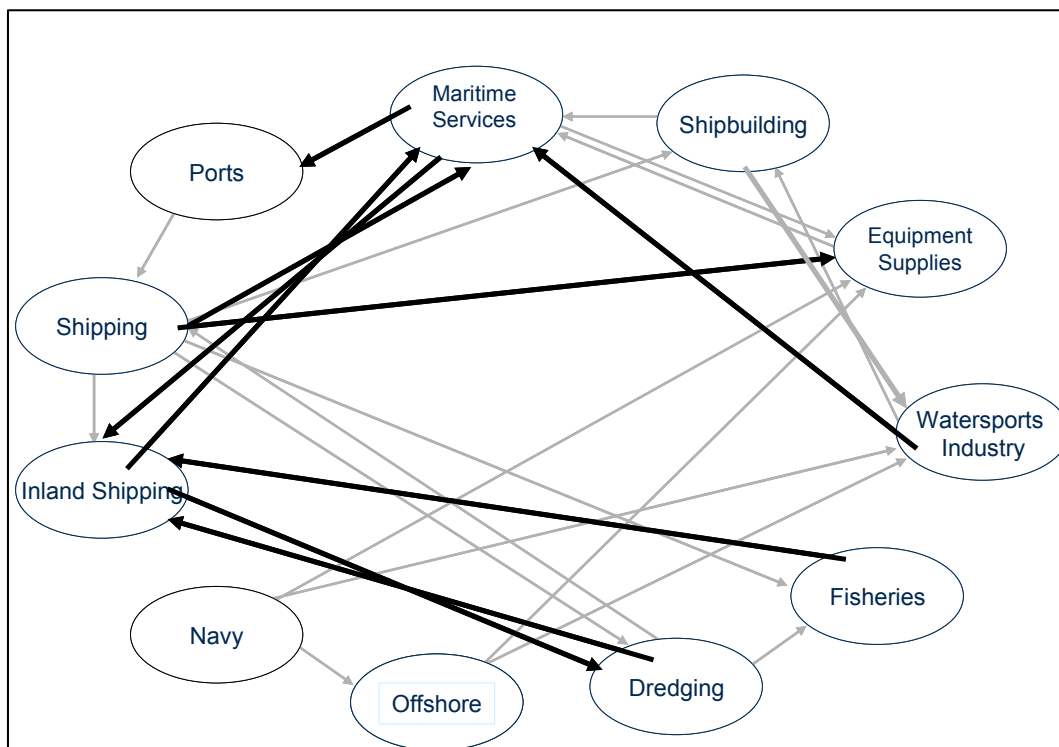 Maritime
Services
Shipbuilding
Ports
Equipment
Supplies
Shipping
Watersports
Industry
Inland Shipping
Fisheries
Navy
Dredging
Offshore